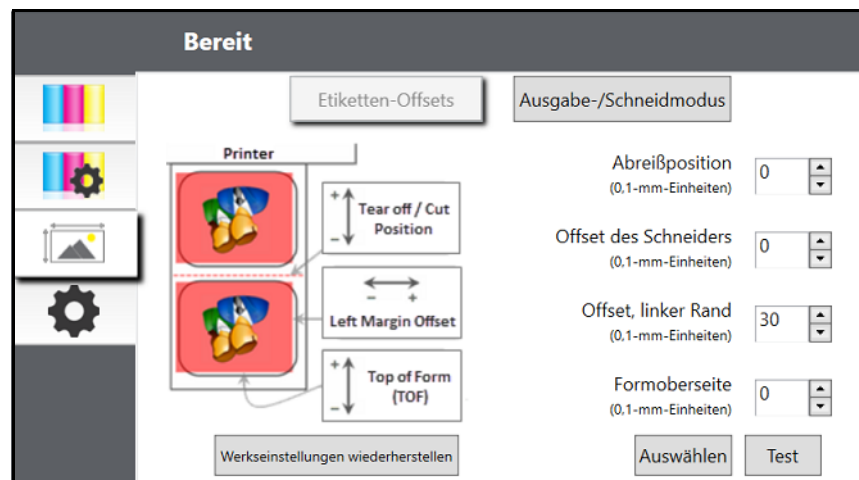 Bereit
Etiketten-Offsets
Ausgabe-/Schneidmodus
Printer
+
-
Tear off / Cut
Position
- +
Left Margin Offset
+
-
Top of Form
(TOF)
Abreißposition
(0,1-mm-Einheiten)
0
Offset des Schneiders
(0,1-mm-Einheiten)
0
Offset, linker Rand
(0,1-mm-Einheiten)
30
Formoberseite
(0,1-mm-Einheiten)
0
Werkseinstellungen wiederherstellen
Auswählen
Test